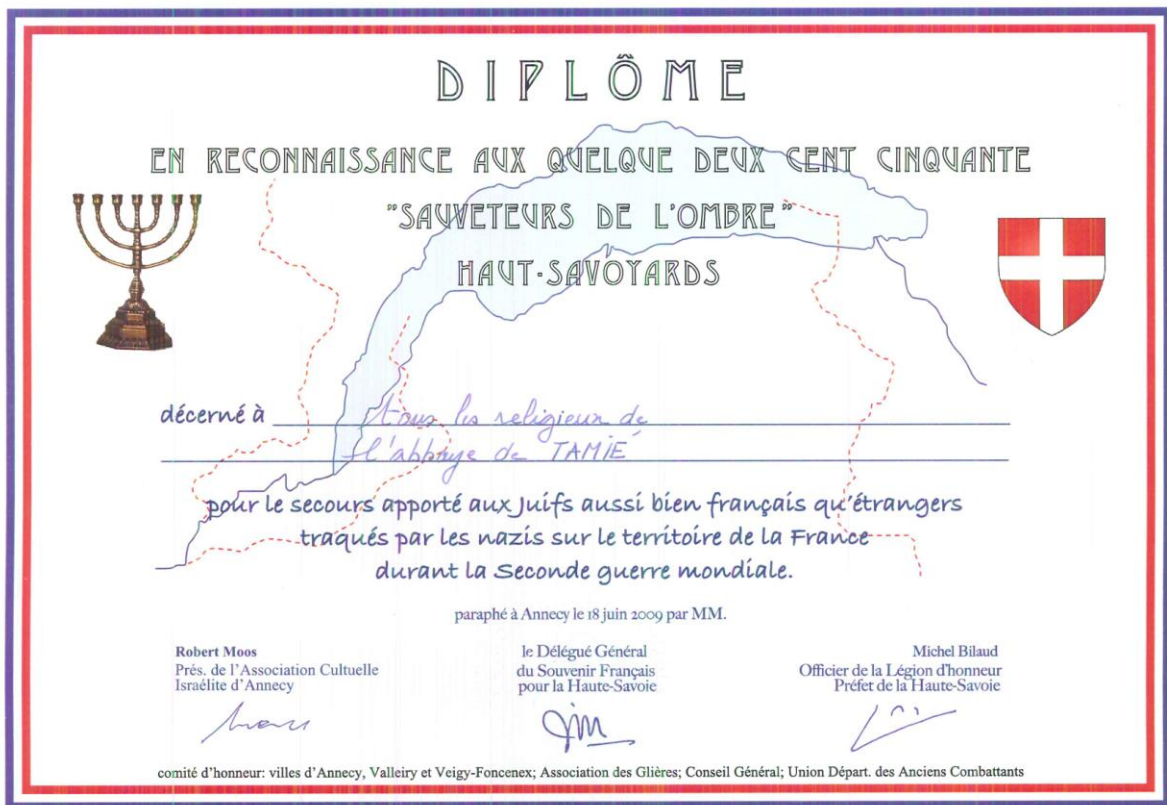 DIPLÔME
EN RECONNAISSANCE AUX QUELQUE DEUX CENT CINQUANTE
"SAUVETEURS DE L'OMBRE"
HAUT-SAVOYARDS
décerné à tous les religieux de
l'abbaye de TAMIÉ
pour le secours apporté aux Juifs aussi bien français qu'étrangers
traqués par les nazis sur le territoire de la France
durant la Seconde guerre mondiale.
paraphé à Annecy le 18 juin 2009 par MM.
Robert Moos
Prés. de l'Association Cultuelle
Israélite d'Annecy
le Délégué Général
du Souvenir Français
pour la Haute-Savoie
Michel Bilaud
Officier de la Légion d'honneur
Préfet de la Haute-Savoie
comité d'honneur: villes d'Annecy, Valleiry et Veigy-Foncenex; Association des Glières; Conseil Général; Union Départ. des Anciens Combattants